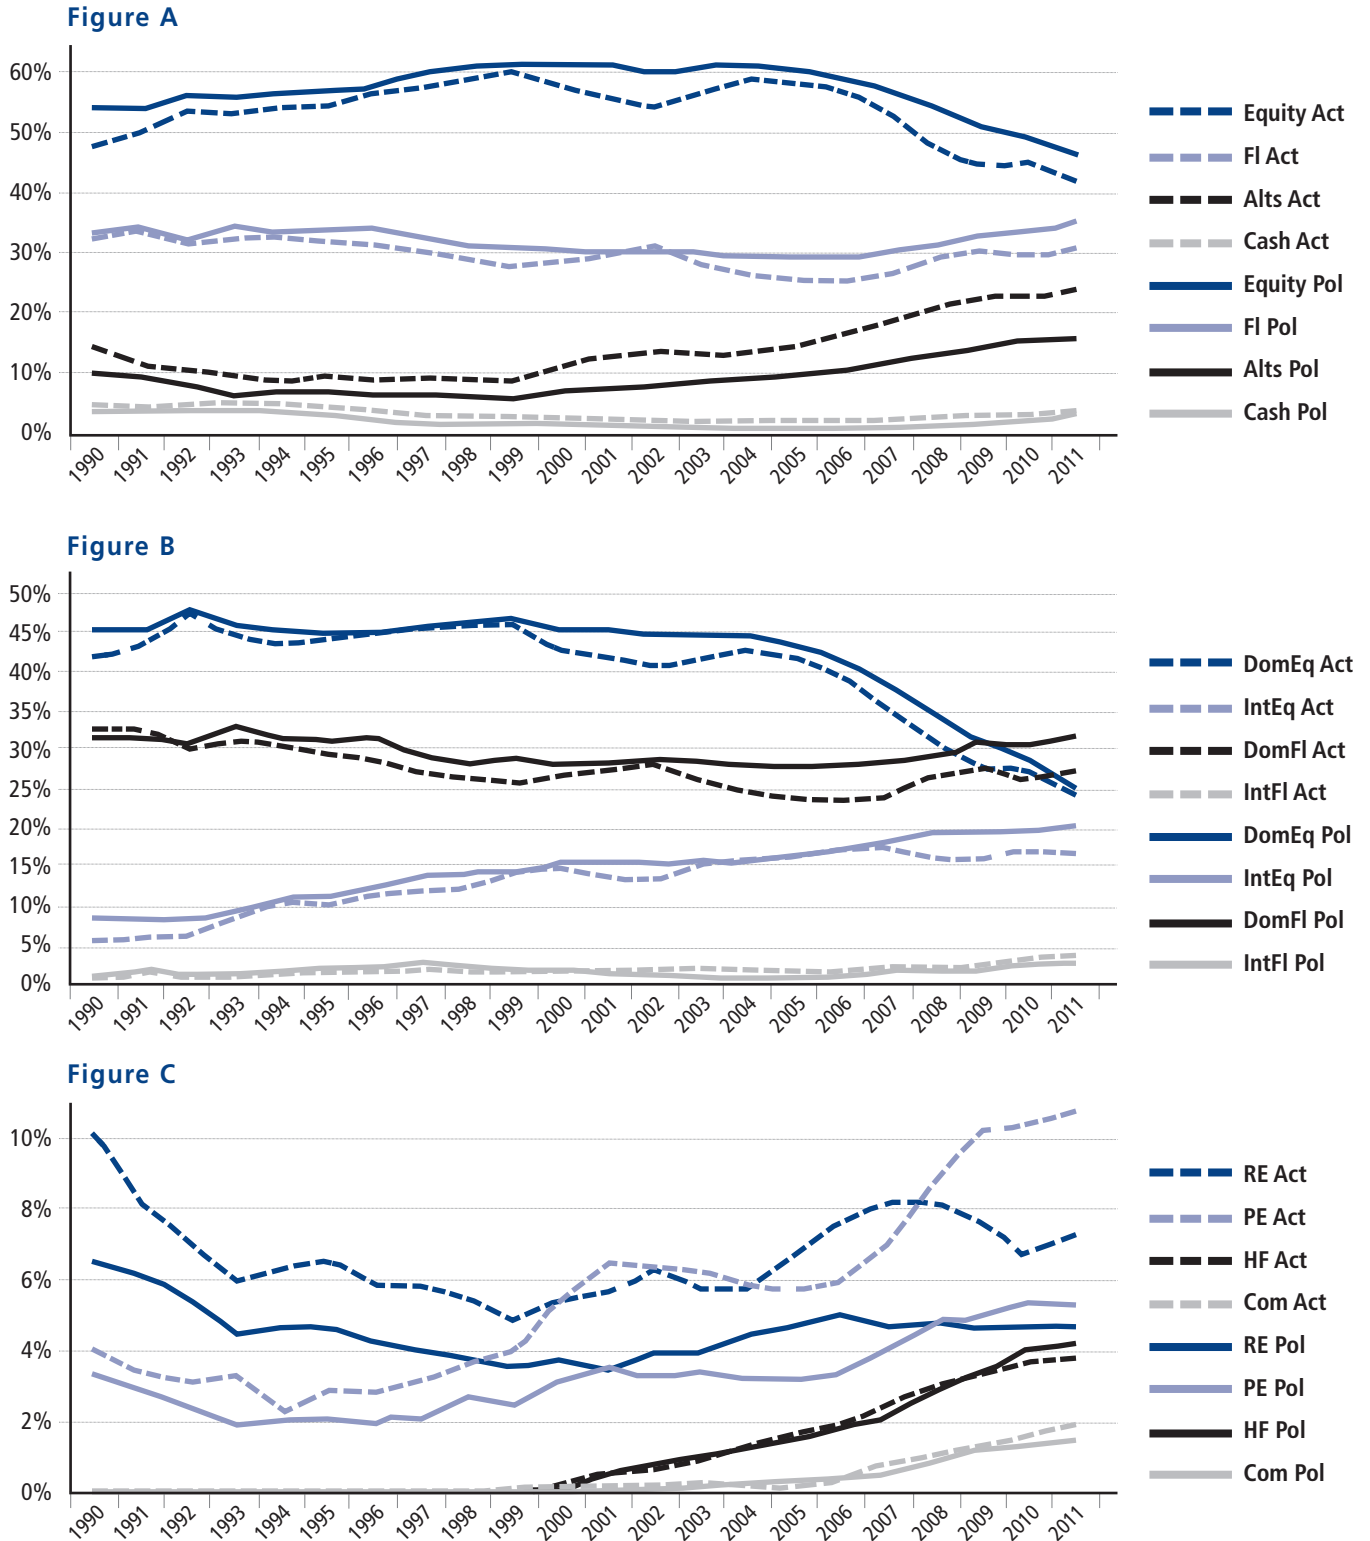 Figure A
60%
50%
40%
30%
20%
10%
0%
1990 1991 1992 1993 1994 1995 1996 1997 1998 1999 2000 2001 2002 2003 2004 2005 2006 2007 2008 2009 2010 2011
Equity Act
Fl Act
Alts Act
Cash Act
Equity Pol
Fl Pol
Alts Pol
Cash Pol
Figure B
50%
45%
40%
35%
30%
25%
20%
15%
10%
5%
0%
1990 1991 1992 1993 1994 1995 1996 1997 1998 1999 2000 2001 2002 2003 2004 2005 2006 2007 2008 2009 2010 2011
DomEq Act
IntEq Act
DomFl Act
IntFl Act
DomEq Pol
IntEq Pol
DomFl Pol
IntFl Pol
Figure C
10%
8%
6%
4%
2%
0%
1990 1991 1992 1993 1994 1995 1996 1997 1998 1999 2000 2001 2002 2003 2004 2005 2006 2007 2008 2009 2010 2011
RE Act
PE Act
HF Act
Com Act
RE Pol
PE Pol
HF Pol
Com Pol